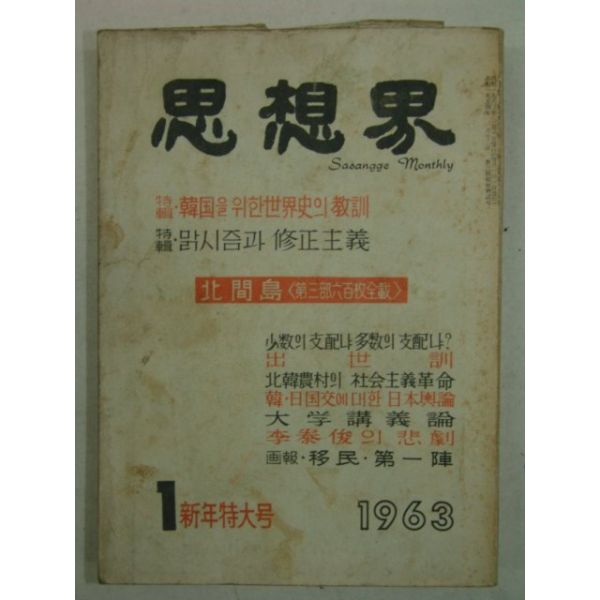 思想界
Sasangge Monthly
特輯·韓国을 위한 世界史의 教訓
特輯·맑시즘과 修正主義
北間島〈第三部六百枚全載〉
少数의 支配냐 多数의 支配냐?
出世訓
北韓農村의 社会主義革命
韓·日国交에 대한 日本輿論
大学講義論
李泰俊의 悲劇
画報·移民·第一陣
1 新年特大号 1963